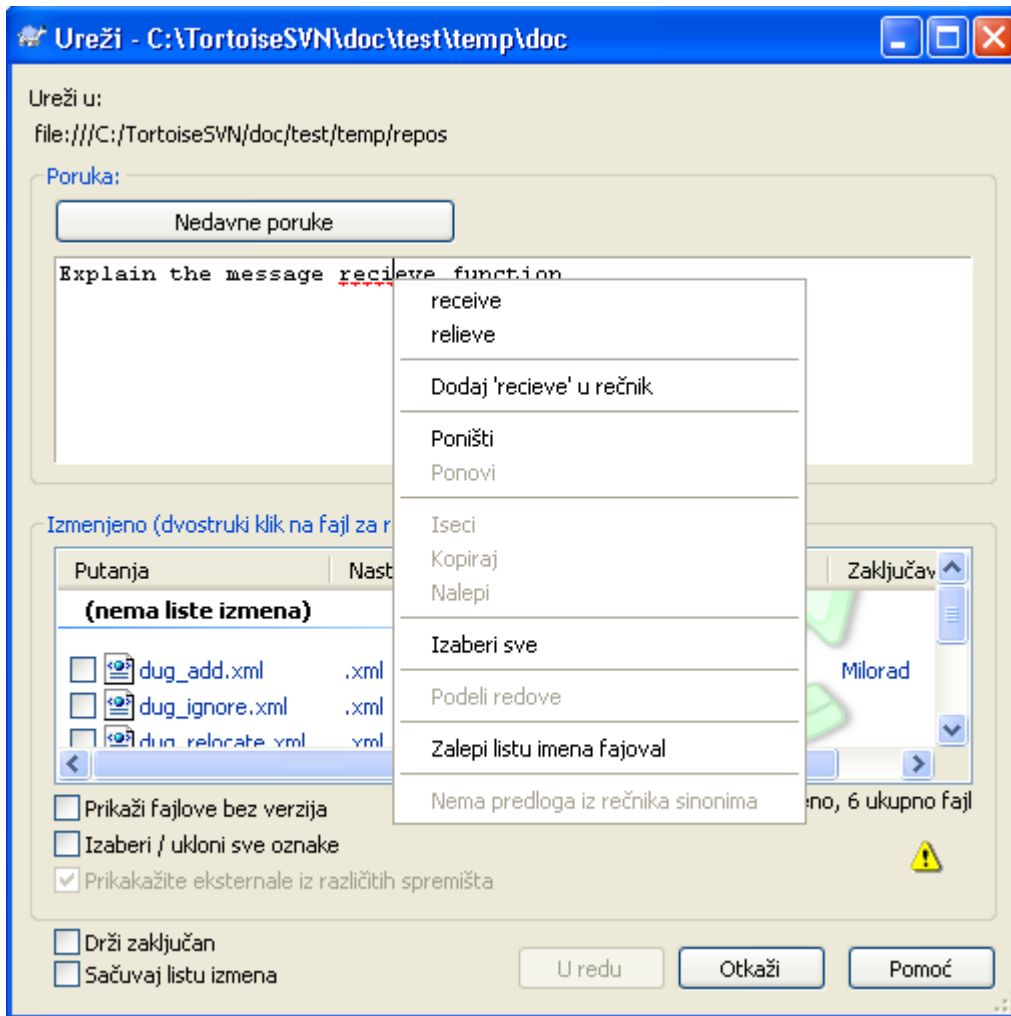 Ureži - C:\TortoiseSVN\doc\test\temp\doc
Ureži u:
file:///C:/TortoiseSVN/doc/test/temp/repos
Poruka:
Nedavne poruke
Explain the message recieve function
receive
relieve
Dodaj 'recieve' u rečnik
Poništi
Ponovi
Iseci
Kopiraj
Nalepi
Izaberi sve
Podeli redove
Zalepi listu imena fajoval
Nema predloga iz rečnika sinonima
Izmenjeno (dvostruki klik na fajl za r
Putanja Nast Zaključav
(nema liste izmena)
dug_add.xml .xml Milorad
dug_ignore.xml .xml
dug_relocate.xml .xml
Prikaži fajlove bez verzija eno, 6 ukupno fajl
Izaberi / ukloni sve oznake
Prikakažite eksternale iz različitih spremišta
Drži zaključan
Sačuvaj listu izmena
U redu Otkaži Pomoć